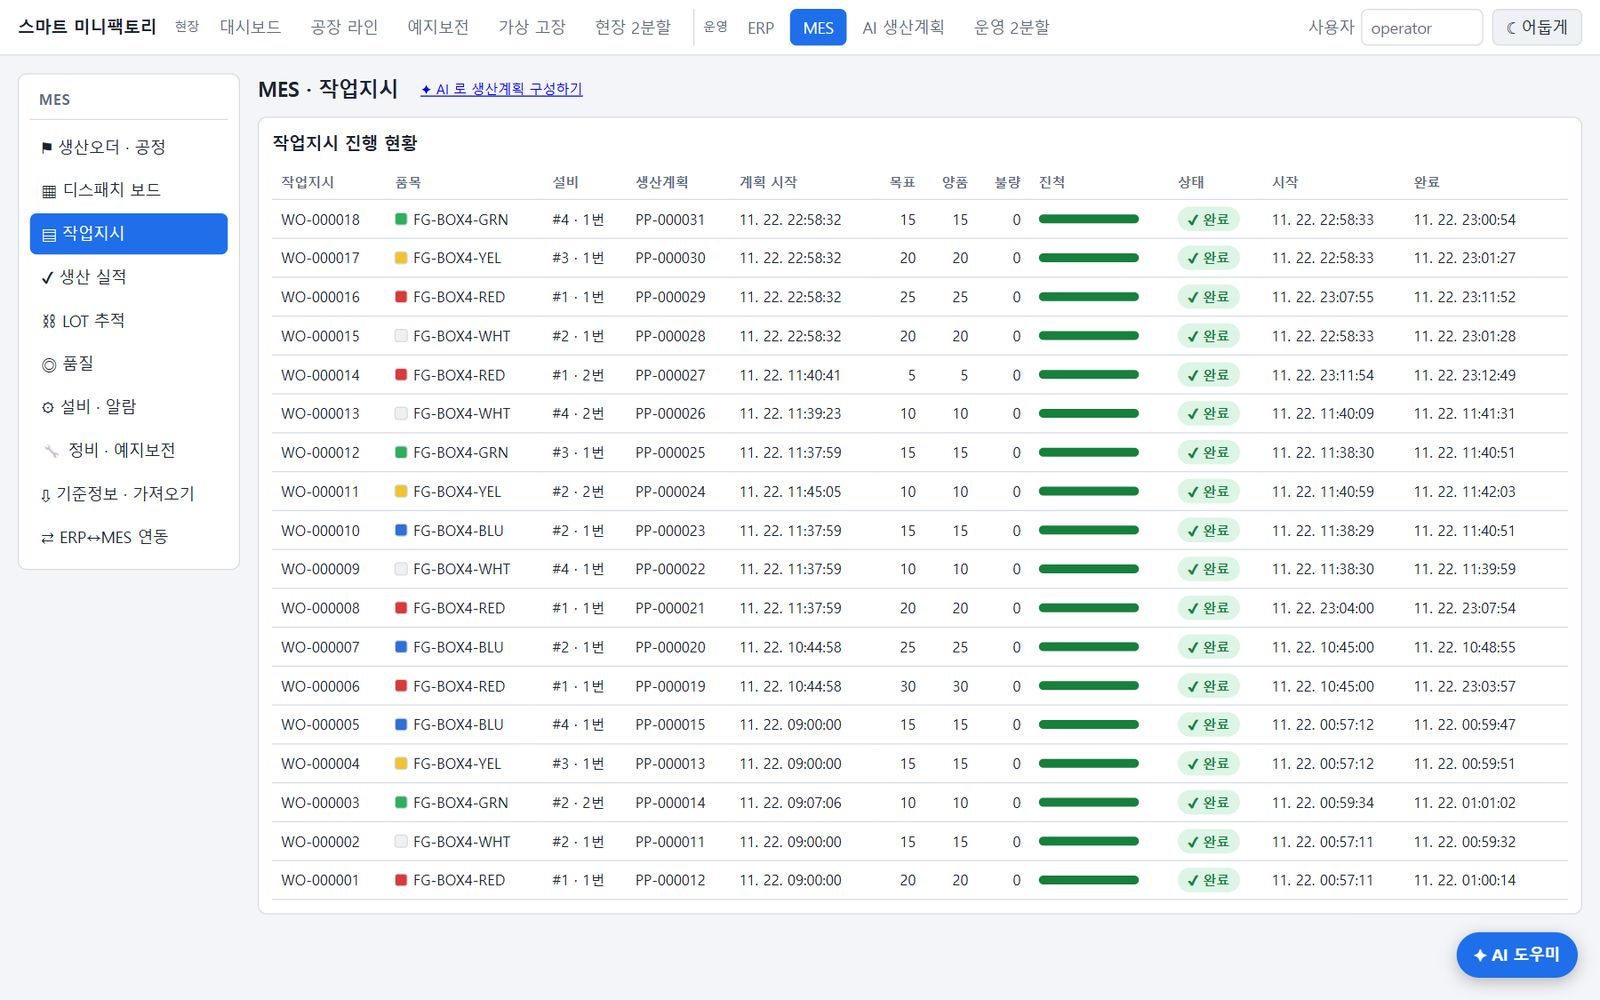 스마트 미니팩토리 현장 대시보드 공장 라인 예지보전 가상 고장 현장 2분할 운영 ERP MES AI 생산계획 운영 2분할 사용자 operator ☾ 어둡게
MES
⚑ 생산오더 · 공정
▦ 디스패치 보드
▤ 작업지시
✓ 생산 실적
⛓ LOT 추적
◎ 품질
⚙ 설비 · 알람
🔧 정비 · 예지보전
⇩ 기준정보 · 가져오기
⇄ ERP↔MES 연동
MES · 작업지시 ✦ AI 로 생산계획 구성하기
작업지시 진행 현황
작업지시 품목 설비 생산계획 계획 시작 목표 양품 불량 진척 상태 시작 완료
WO-000018 FG-BOX4-GRN #4 · 1번 PP-000031 11. 22. 22:58:32 15 15 0 ✓ 완료 11. 22. 22:58:33 11. 22. 23:00:54
WO-000017 FG-BOX4-YEL #3 · 1번 PP-000030 11. 22. 22:58:32 20 20 0 ✓ 완료 11. 22. 22:58:33 11. 22. 23:01:27
WO-000016 FG-BOX4-RED #1 · 1번 PP-000029 11. 22. 22:58:32 25 25 0 ✓ 완료 11. 22. 23:07:55 11. 22. 23:11:52
WO-000015 FG-BOX4-WHT #2 · 1번 PP-000028 11. 22. 22:58:32 20 20 0 ✓ 완료 11. 22. 22:58:33 11. 22. 23:01:28
WO-000014 FG-BOX4-RED #1 · 2번 PP-000027 11. 22. 11:40:41 5 5 0 ✓ 완료 11. 22. 23:11:54 11. 22. 23:12:49
WO-000013 FG-BOX4-WHT #4 · 2번 PP-000026 11. 22. 11:39:23 10 10 0 ✓ 완료 11. 22. 11:40:09 11. 22. 11:41:31
WO-000012 FG-BOX4-GRN #3 · 1번 PP-000025 11. 22. 11:37:59 15 15 0 ✓ 완료 11. 22. 11:38:30 11. 22. 11:40:51
WO-000011 FG-BOX4-YEL #2 · 2번 PP-000024 11. 22. 11:45:05 10 10 0 ✓ 완료 11. 22. 11:40:59 11. 22. 11:42:03
WO-000010 FG-BOX4-BLU #2 · 1번 PP-000023 11. 22. 11:37:59 15 15 0 ✓ 완료 11. 22. 11:38:29 11. 22. 11:40:51
WO-000009 FG-BOX4-WHT #4 · 1번 PP-000022 11. 22. 11:37:59 10 10 0 ✓ 완료 11. 22. 11:38:30 11. 22. 11:39:59
WO-000008 FG-BOX4-RED #1 · 1번 PP-000021 11. 22. 11:37:59 20 20 0 ✓ 완료 11. 22. 23:04:00 11. 22. 23:07:54
WO-000007 FG-BOX4-BLU #2 · 1번 PP-000020 11. 22. 10:44:58 25 25 0 ✓ 완료 11. 22. 10:45:00 11. 22. 10:48:55
WO-000006 FG-BOX4-RED #1 · 1번 PP-000019 11. 22. 10:44:58 30 30 0 ✓ 완료 11. 22. 10:45:00 11. 22. 23:03:57
WO-000005 FG-BOX4-BLU #4 · 1번 PP-000015 11. 22. 09:00:00 15 15 0 ✓ 완료 11. 22. 00:57:12 11. 22. 00:59:47
WO-000004 FG-BOX4-YEL #3 · 1번 PP-000013 11. 22. 09:00:00 15 15 0 ✓ 완료 11. 22. 00:57:12 11. 22. 00:59:51
WO-000003 FG-BOX4-GRN #2 · 2번 PP-000014 11. 22. 09:07:06 10 10 0 ✓ 완료 11. 22. 00:59:34 11. 22. 01:01:02
WO-000002 FG-BOX4-WHT #2 · 1번 PP-000011 11. 22. 09:00:00 15 15 0 ✓ 완료 11. 22. 00:57:11 11. 22. 00:59:32
WO-000001 FG-BOX4-RED #1 · 1번 PP-000012 11. 22. 09:00:00 20 20 0 ✓ 완료 11. 22. 00:57:11 11. 22. 01:00:14
✦ AI 도우미